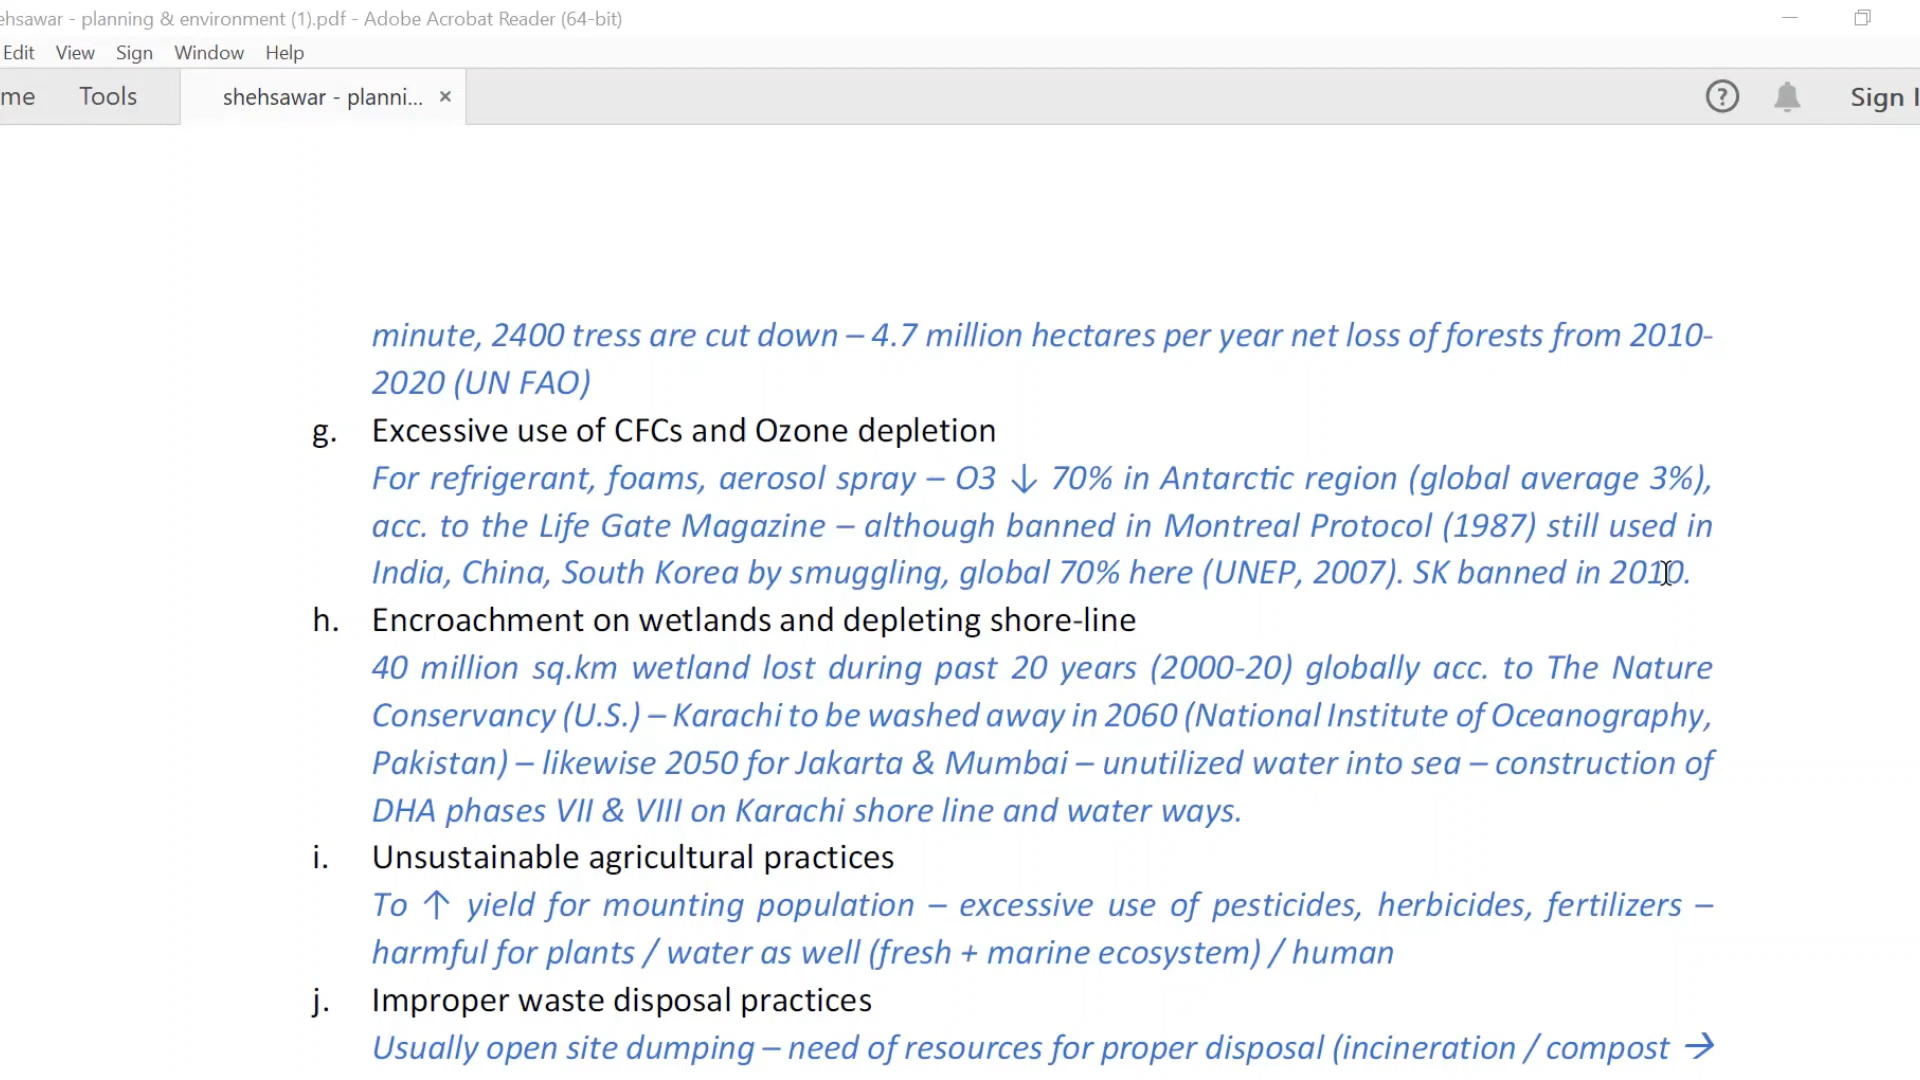 ehsawar - planning & environment (1).pdf - Adobe Acrobat Reader (64-bit)
Edit View Sign Window Help
me Tools shehsawar - planni... × ? Sign I
minute, 2400 tress are cut down – 4.7 million hectares per year net loss of forests from 2010-
2020 (UN FAO)
g. Excessive use of CFCs and Ozone depletion
For refrigerant, foams, aerosol spray – O3 ↓ 70% in Antarctic region (global average 3%),
acc. to the Life Gate Magazine – although banned in Montreal Protocol (1987) still used in
India, China, South Korea by smuggling, global 70% here (UNEP, 2007). SK banned in 2010.
h. Encroachment on wetlands and depleting shore-line
40 million sq.km wetland lost during past 20 years (2000-20) globally acc. to The Nature
Conservancy (U.S.) – Karachi to be washed away in 2060 (National Institute of Oceanography,
Pakistan) – likewise 2050 for Jakarta & Mumbai – unutilized water into sea – construction of
DHA phases VII & VIII on Karachi shore line and water ways.
i. Unsustainable agricultural practices
To ↑ yield for mounting population – excessive use of pesticides, herbicides, fertilizers –
harmful for plants / water as well (fresh + marine ecosystem) / human
j. Improper waste disposal practices
Usually open site dumping – need of resources for proper disposal (incineration / compost →